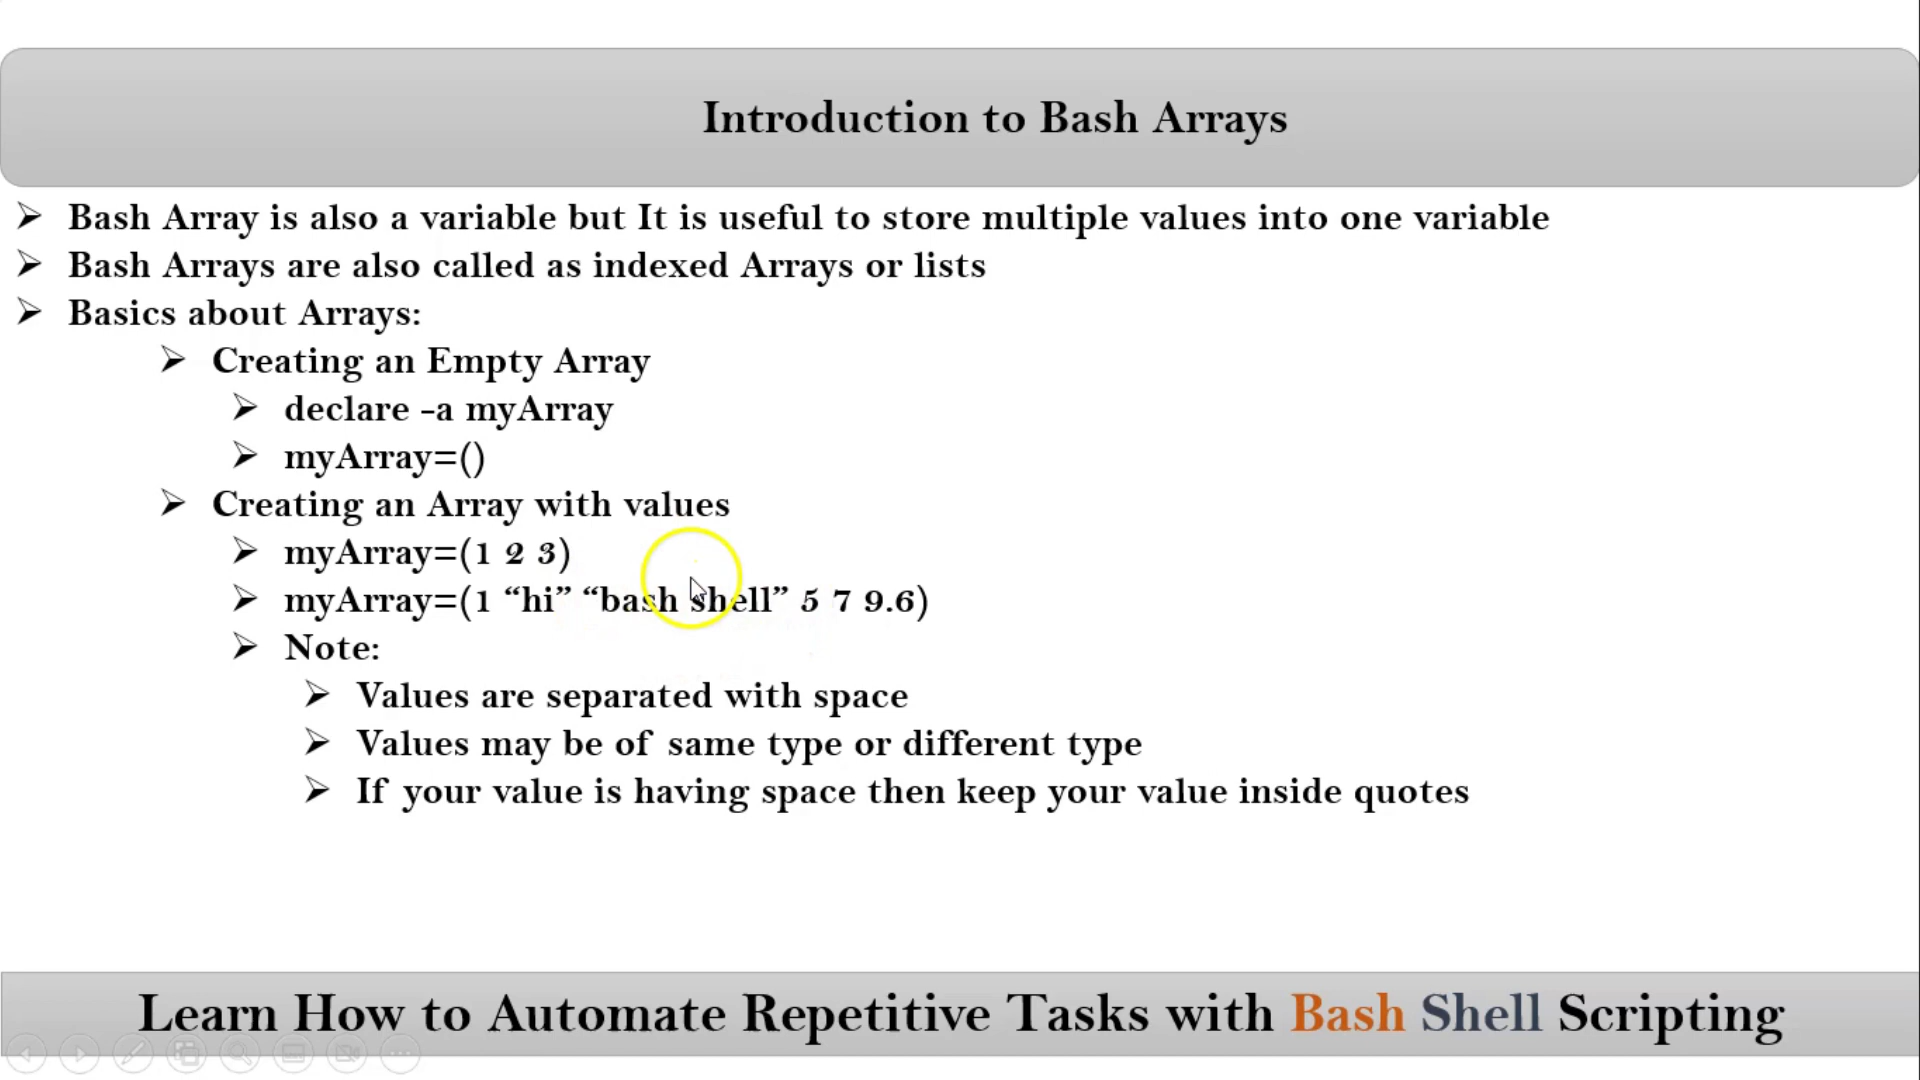 Introduction to Bash Arrays
➢ Bash Array is also a variable but It is useful to store multiple values into one variable
➢ Bash Arrays are also called as indexed Arrays or lists
➢ Basics about Arrays:
➢ Creating an Empty Array
➢ declare -a myArray
➢ myArray=()
➢ Creating an Array with values
➢ myArray=(1 2 3)
➢ myArray=(1 “hi” “bash shell” 5 7 9.6)
➢ Note:
➢ Values are separated with space
➢ Values may be of same type or different type
➢ If your value is having space then keep your value inside quotes
Learn How to Automate Repetitive Tasks with Bash Shell Scripting